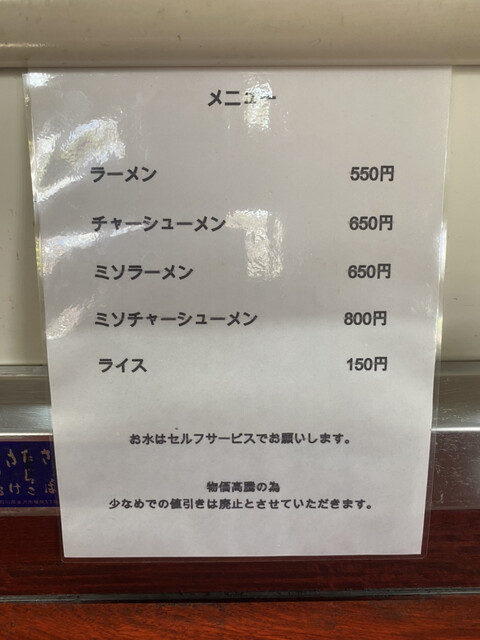 メニュー
ラーメン 550円
チャーシューメン 650円
ミソラーメン 650円
ミソチャーシューメン 800円
ライス 150円
お水はセルフサービスでお願いします。
物価高騰の為
少なめでの値引きは廃止とさせていただきます。